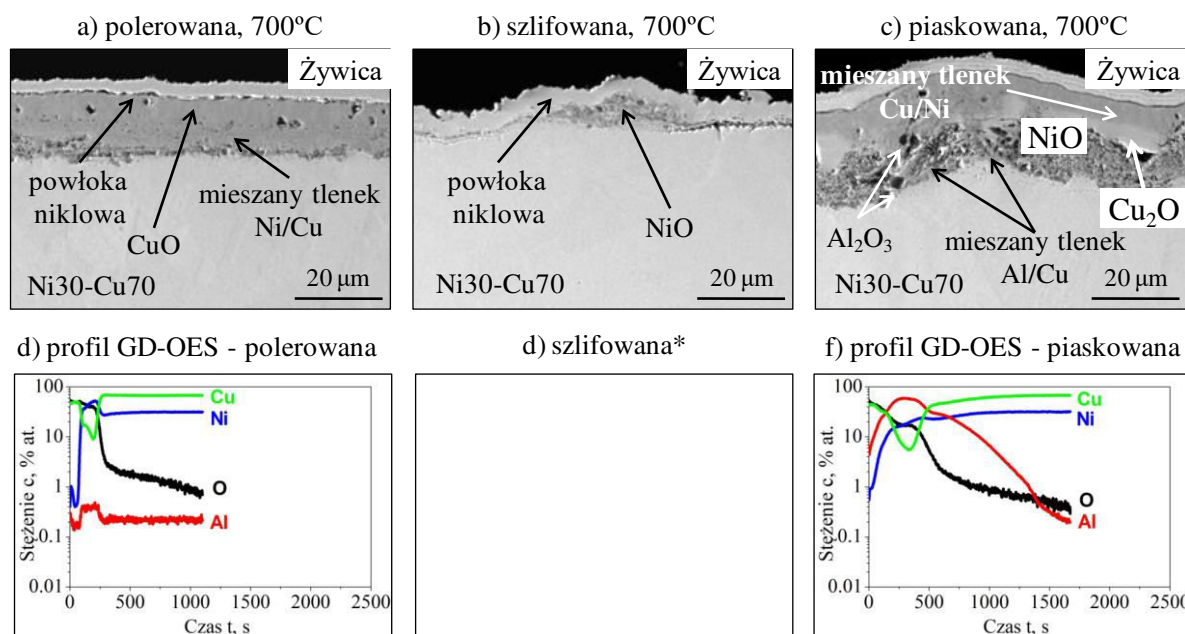 a) polerowana, 700ºC
b) szlifowana, 700ºC
c) piaskowana, 700ºC
Żywica
powłoka
niklowa
CuO
mieszany tlenek
Ni/Cu
Ni30-Cu70
20 µm
Żywica
powłoka
niklowa
NiO
Ni30-Cu70
20 µm
Żywica
mieszany tlenek
Cu/Ni
NiO
Cu2O
Al2O3
mieszany tlenek
Al/Cu
Ni30-Cu70
20 µm
d) profil GD-OES - polerowana
d) szlifowana*
f) profil GD-OES - piaskowana
Stężenie c, % at.
100
10
1
0.1
0.01
Cu
Ni
O
Al
0 500 1000 1500 2000 2500
Czas t, s
Stężenie c, % at.
100
10
1
0.1
0.01
Cu
Ni
O
Al
0 500 1000 1500 2000 2500
Czas t, s